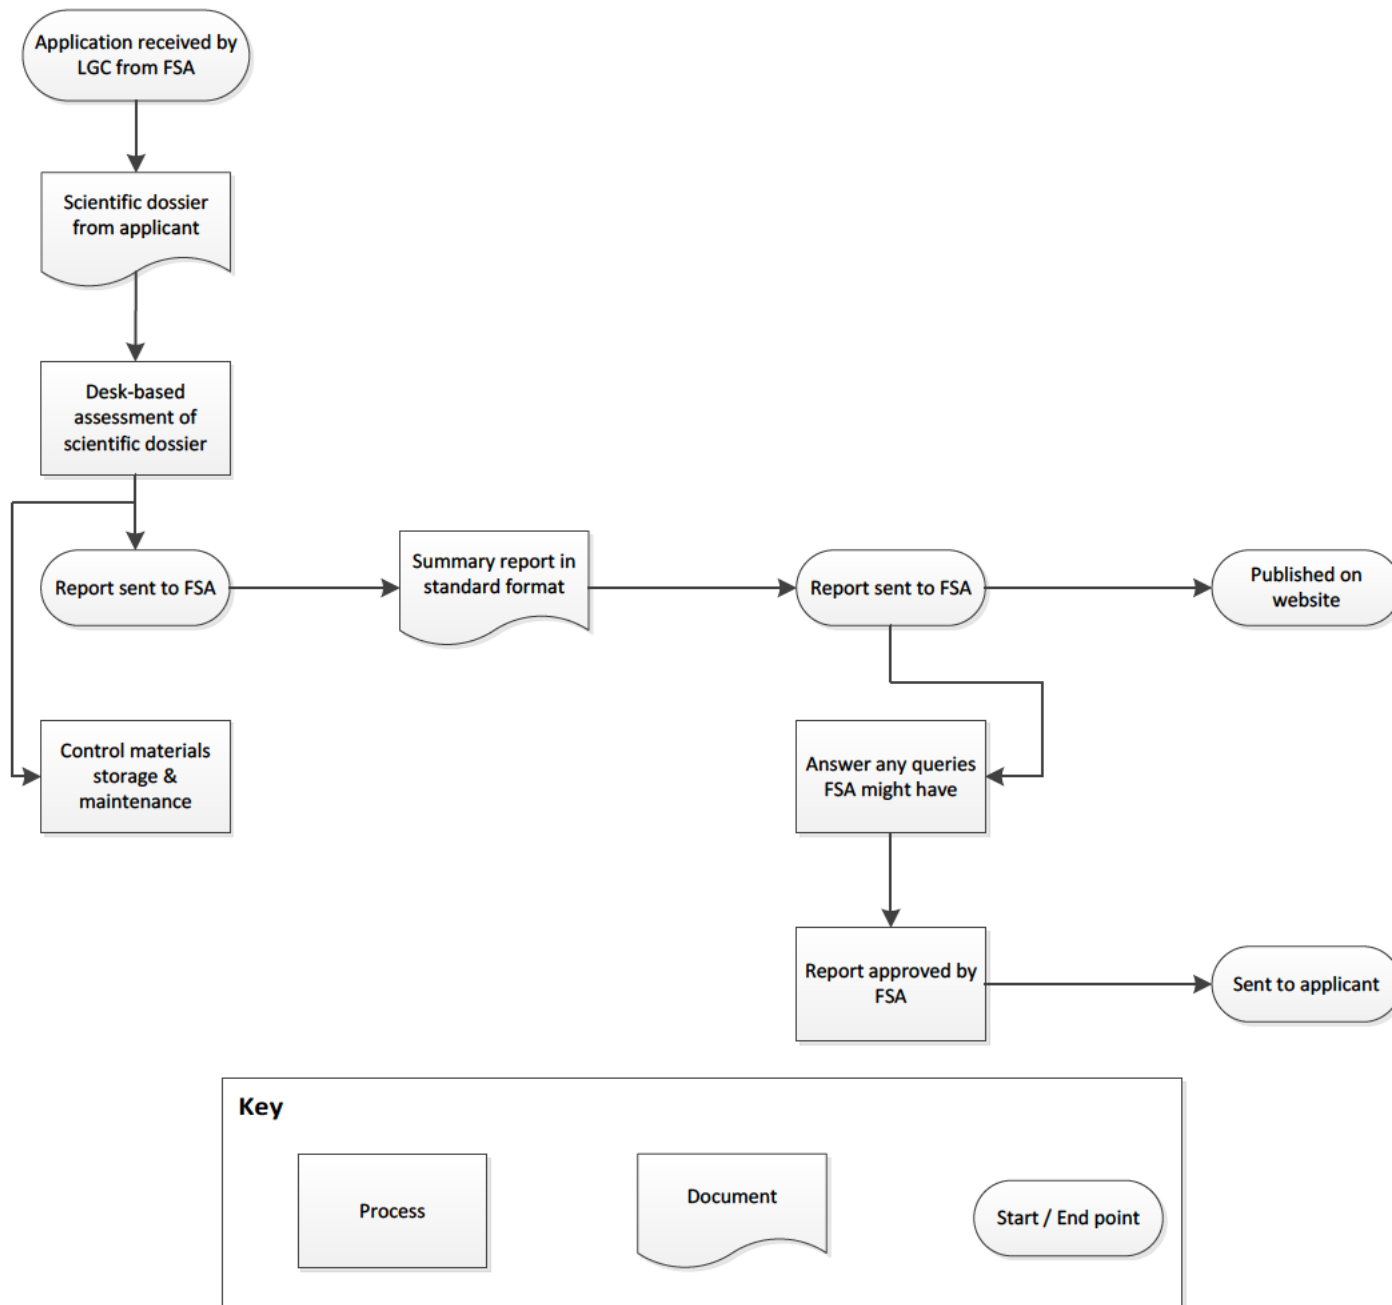 Application received by
LGC from FSA
Scientific dossier
from applicant
Desk-based
assessment of
scientific dossier
Report sent to FSA
Summary report in
standard format
Report sent to FSA
Published on
website
Control materials
storage &
maintenance
Answer any queries
FSA might have
Report approved by
FSA
Sent to applicant
Key
Process
Document
Start / End point